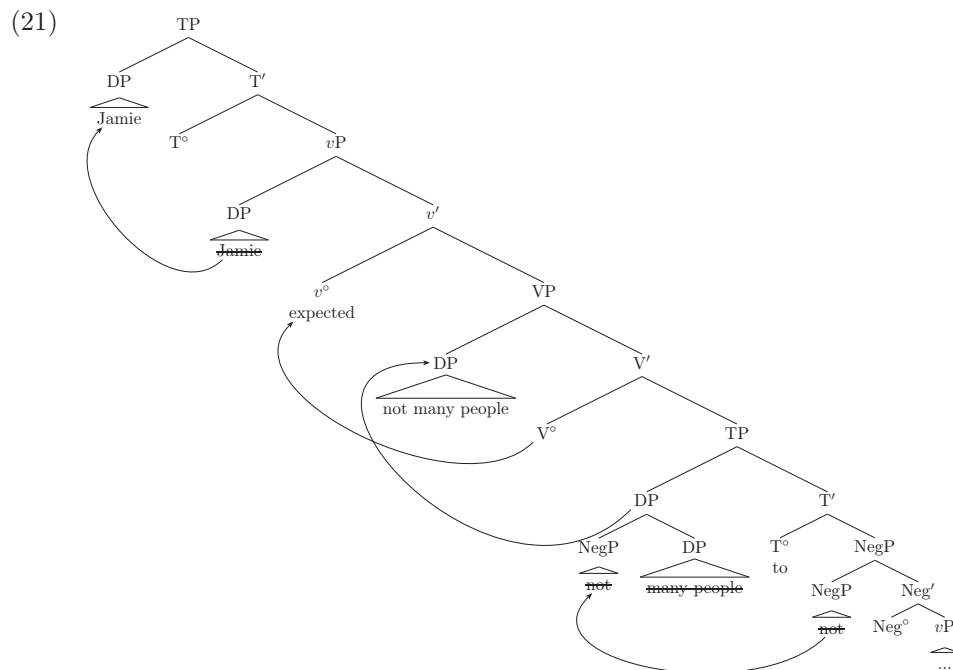 (21)
TP
DP T′
Jamie
T° vP
DP v′
Jamie
v° VP
expected
DP V′
not many people
V° TP
DP T′
NegP DP T° NegP
not many people to
NegP Neg′
not Neg° vP
...